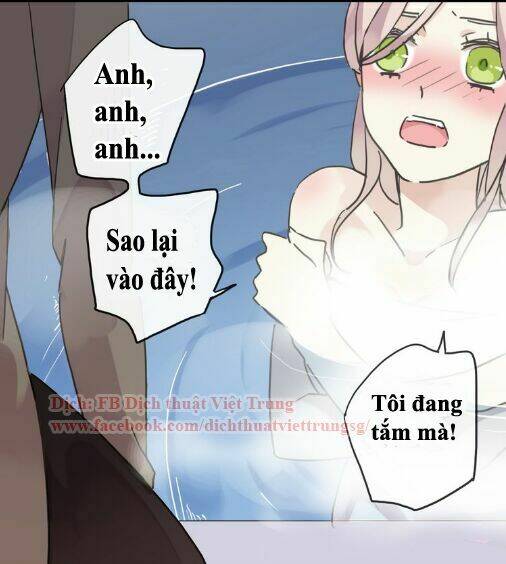 Anh,
anh,
anh...
Sao lại
vào đây!
Dịch: FB Dịch thuật Việt Trung
www.facebook.com/dichthuatviettrungsg/
Tôi đang
tắm mà!